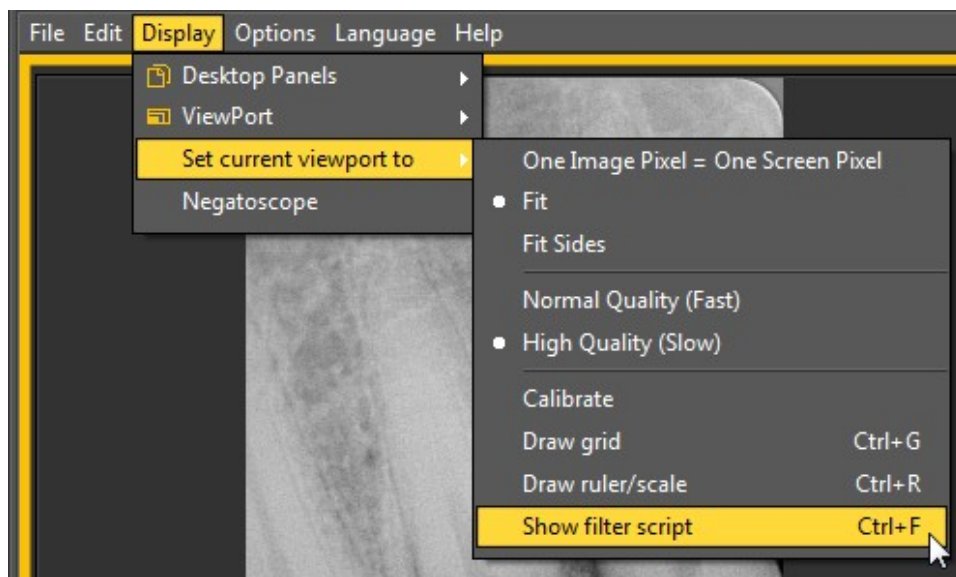 File Edit Display Options Language Help
Desktop Panels
ViewPort
Set current viewport to
Negatoscope
One Image Pixel = One Screen Pixel
Fit
Fit Sides
Normal Quality (Fast)
High Quality (Slow)
Calibrate
Draw grid Ctrl+G
Draw ruler/scale Ctrl+R
Show filter script Ctrl+F